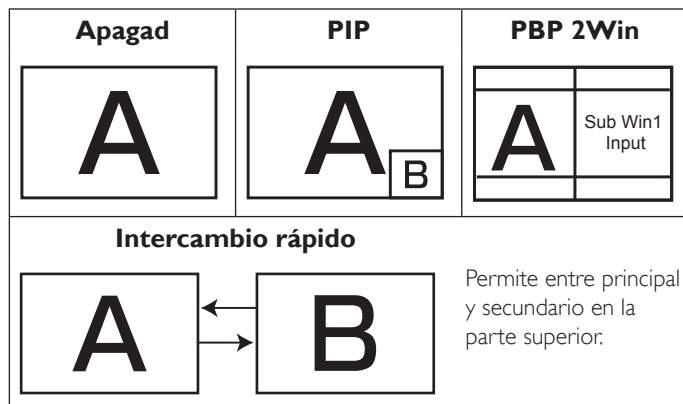 Apagad
PIP
PBP 2Win
A
A
B
A
Sub Win1
Input
Intercambio rápido
A
B
Permite entre principal
y secundario en la
parte superior.